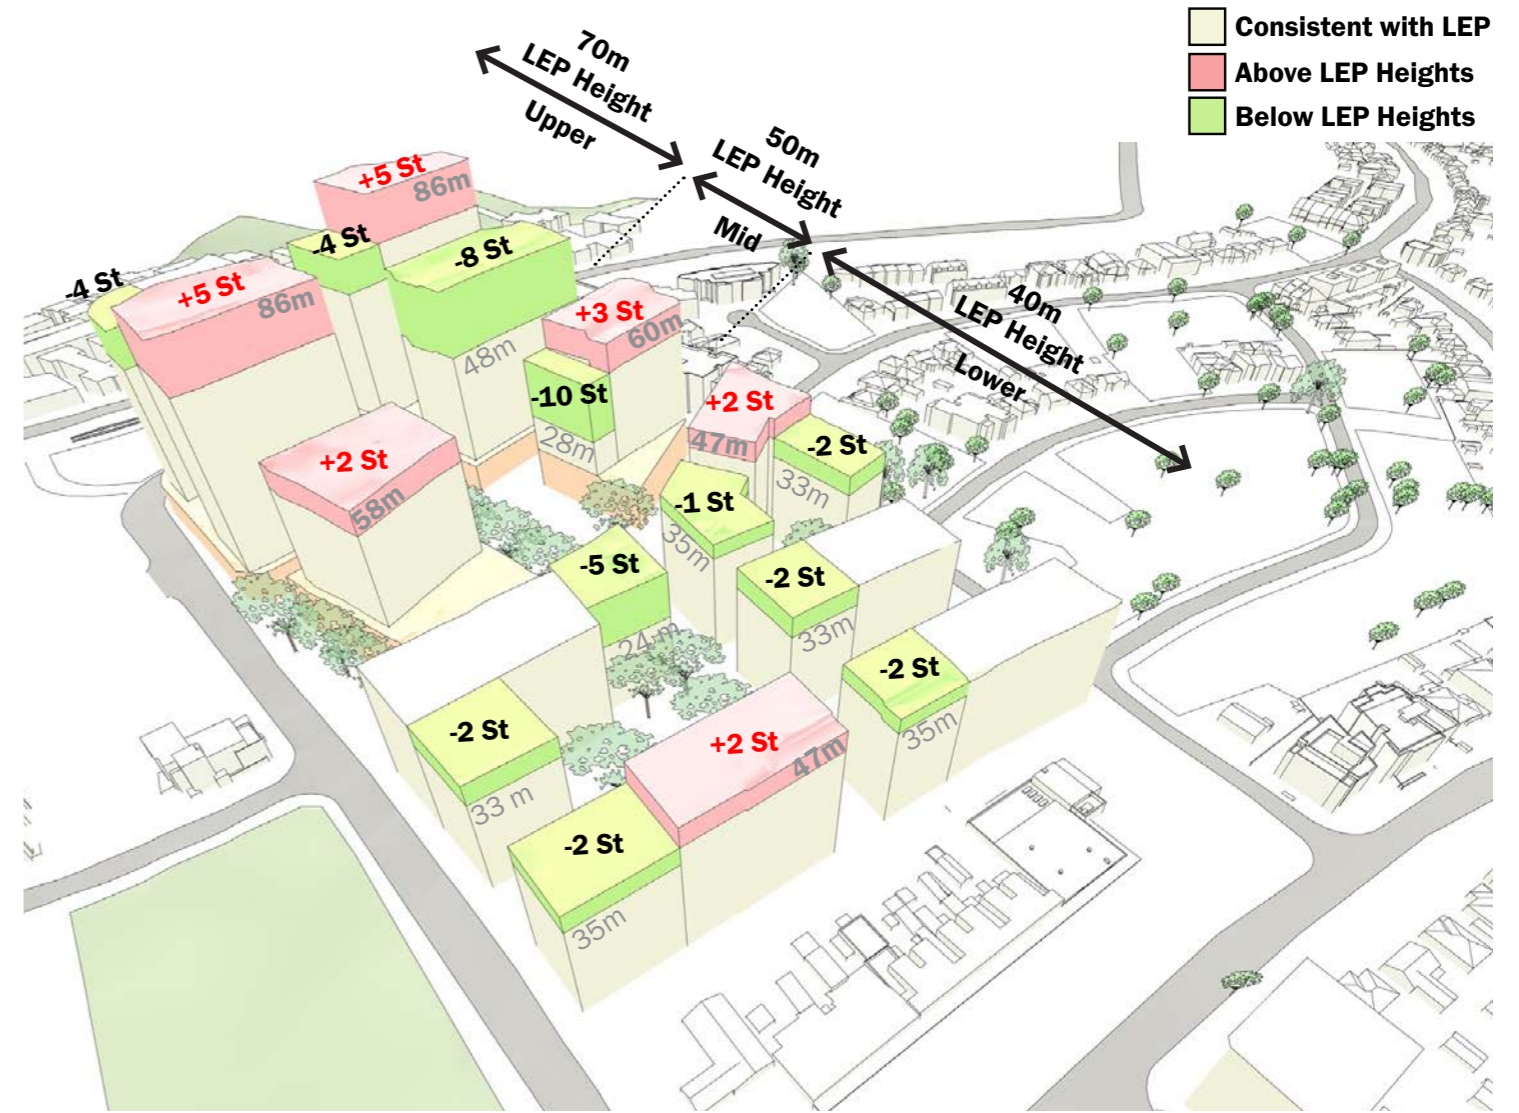 Consistent with LEP
Above LEP Heights
Below LEP Heights
70m
LEP Height
Upper
50m
LEP Height
Mid
40m
LEP Height
Lower
+5 St
86m
-4 St
-8 St
48m
-4 St
+5 St
86m
+3 St
60m
-10 St
28m
+2 St
47m
-2 St
33m
+2 St
58m
-1 St
35m
-5 St
24 m
-2 St
33m
-2 St
35m
-2 St
33 m
+2 St
47m
-2 St
35m